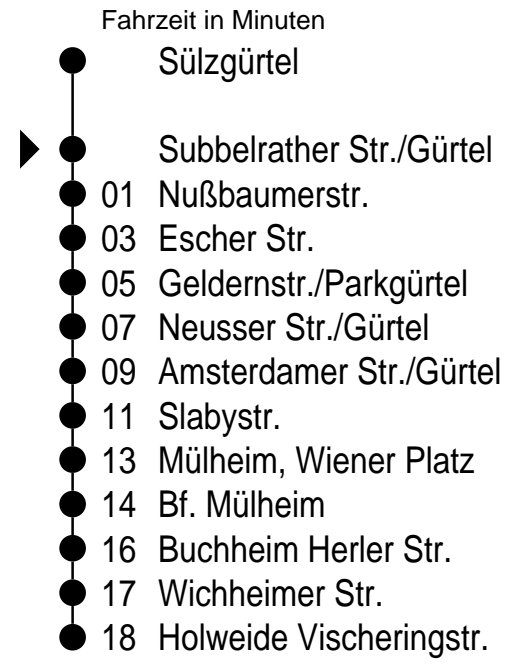 Fahrzeit in Minuten
Sülzgürtel
Subbelrather Str./Gürtel
01 Nußbaumerstr.
03 Escher Str.
05 Geldernstr./Parkgürtel
07 Neusser Str./Gürtel
09 Amsterdamer Str./Gürtel
11 Slabystr.
13 Mülheim, Wiener Platz
14 Bf. Mülheim
16 Buchheim Herler Str.
17 Wichheimer Str.
18 Holweide Vischeringstr.